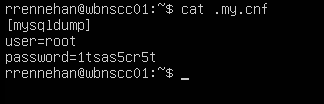 rrennehan@wbnscc01:~$ cat .my.cnf
[mysqldump]
user=root
password=1tsas5cr5t
rrennehan@wbnscc01:~$ _